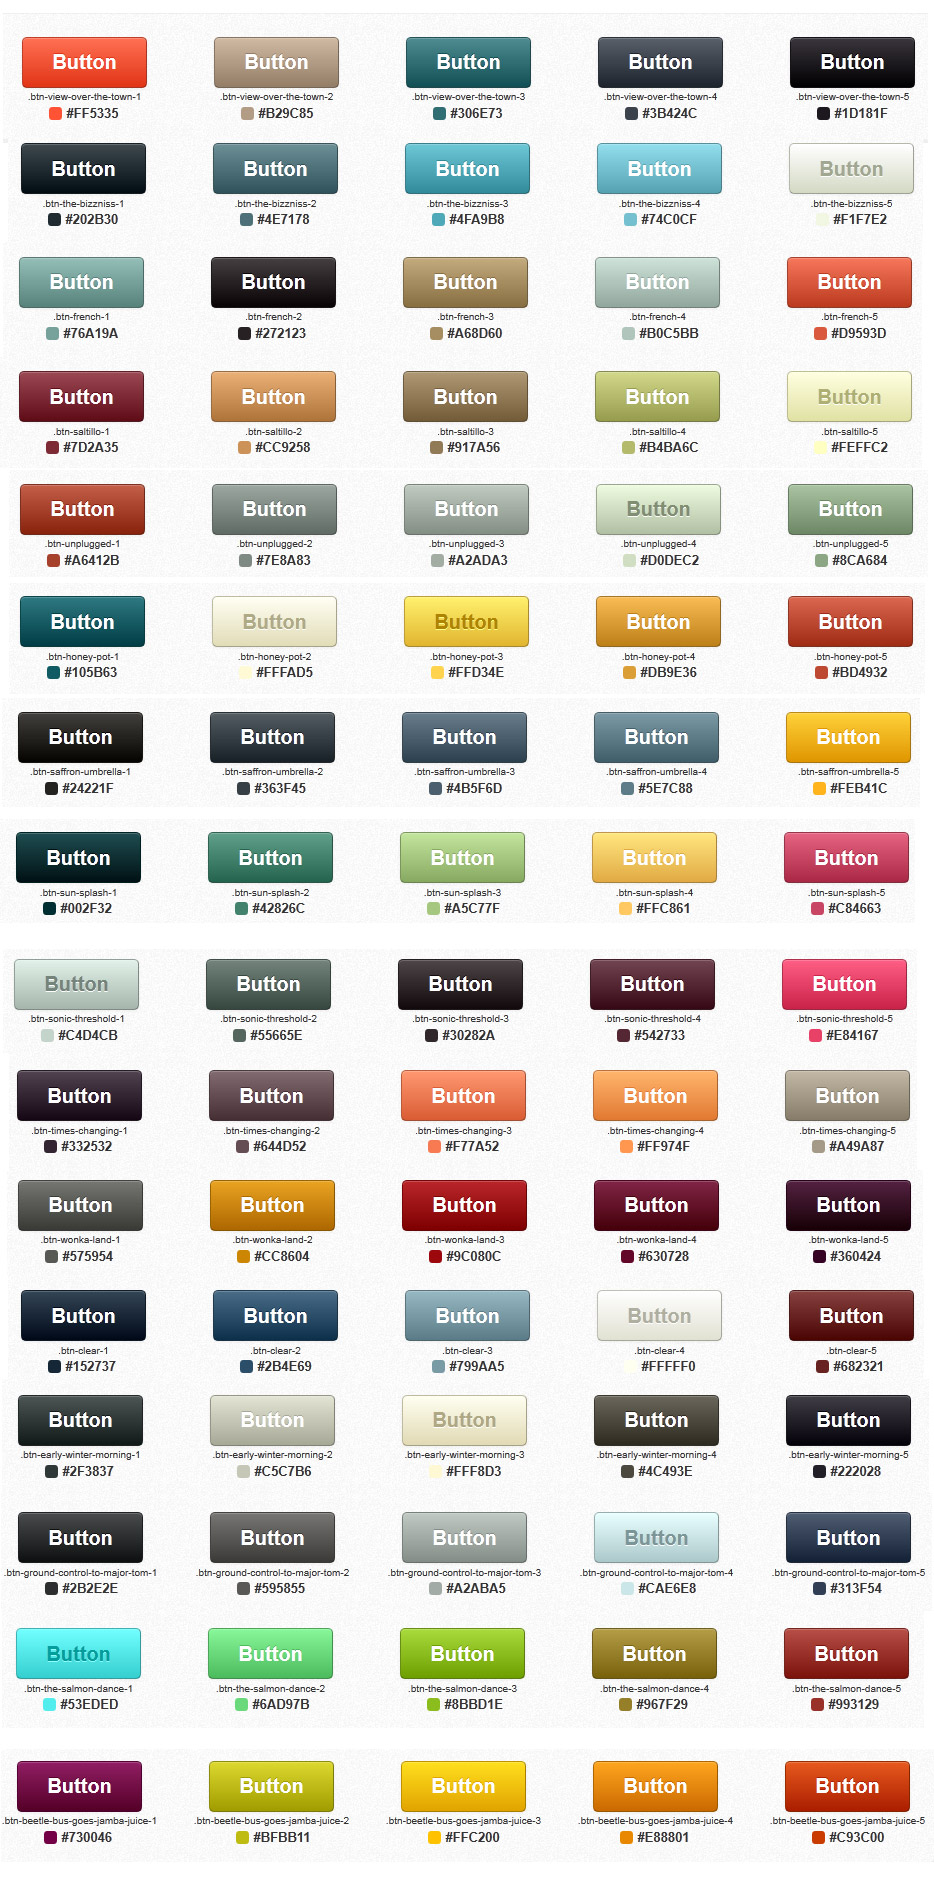 Button Button Button Button Button
.btn-view-over-the-town-1 .btn-view-over-the-town-2 .btn-view-over-the-town-3 .btn-view-over-the-town-4 .btn-view-over-the-town-5
#FF5335 #B29C85 #306E73 #3B424C #1D181F
Button Button Button Button Button
.btn-the-bizzniss-1 .btn-the-bizzniss-2 .btn-the-bizzniss-3 .btn-the-bizzniss-4 .btn-the-bizzniss-5
#202B30 #4E7178 #4FA9B8 #74C0CF #F1F7E2
Button Button Button Button Button
.btn-french-1 .btn-french-2 .btn-french-3 .btn-french-4 .btn-french-5
#76A19A #272123 #A68D60 #B0C5BB #D9593D
Button Button Button Button Button
.btn-saltillo-1 .btn-saltillo-2 .btn-saltillo-3 .btn-saltillo-4 .btn-saltillo-5
#7D2A35 #CC9258 #917A56 #B4BA6C #FEFFC2
Button Button Button Button Button
.btn-unplugged-1 .btn-unplugged-2 .btn-unplugged-3 .btn-unplugged-4 .btn-unplugged-5
#A6412B #7E8A83 #A2ADA3 #D0DEC2 #8CA684
Button Button Button Button Button
.btn-honey-pot-1 .btn-honey-pot-2 .btn-honey-pot-3 .btn-honey-pot-4 .btn-honey-pot-5
#105B63 #FFFAD5 #FFD34E #DB9E36 #BD4932
Button Button Button Button Button
.btn-saffron-umbrella-1 .btn-saffron-umbrella-2 .btn-saffron-umbrella-3 .btn-saffron-umbrella-4 .btn-saffron-umbrella-5
#24221F #363F45 #4B5F6D #5E7C88 #FEB41C
Button Button Button Button Button
.btn-sun-splash-1 .btn-sun-splash-2 .btn-sun-splash-3 .btn-sun-splash-4 .btn-sun-splash-5
#002F32 #42826C #A5C77F #FFC861 #C84663
Button Button Button Button Button
.btn-sonic-threshold-1 .btn-sonic-threshold-2 .btn-sonic-threshold-3 .btn-sonic-threshold-4 .btn-sonic-threshold-5
#C4D4CB #55665E #30282A #542733 #E84167
Button Button Button Button Button
.btn-times-changing-1 .btn-times-changing-2 .btn-times-changing-3 .btn-times-changing-4 .btn-times-changing-5
#332532 #644D52 #F77A52 #FF974F #A49A87
Button Button Button Button Button
.btn-wonka-land-1 .btn-wonka-land-2 .btn-wonka-land-3 .btn-wonka-land-4 .btn-wonka-land-5
#575954 #CC8604 #9C080C #630728 #360424
Button Button Button Button Button
.btn-clear-1 .btn-clear-2 .btn-clear-3 .btn-clear-4 .btn-clear-5
#152737 #2B4E69 #799AA5 #FFFFF0 #682321
Button Button Button Button Button
.btn-early-winter-morning-1 .btn-early-winter-morning-2 .btn-early-winter-morning-3 .btn-early-winter-morning-4 .btn-early-winter-morning-5
#2F3837 #C5C7B6 #FFF8D3 #4C493E #222028
Button Button Button Button Button
.btn-ground-control-to-major-tom-1 .btn-ground-control-to-major-tom-2 .btn-ground-control-to-major-tom-3 .btn-ground-control-to-major-tom-4 .btn-ground-control-to-major-tom-5
#2B2E2E #595855 #A2ABA5 #CAE6E8 #313F54
Button Button Button Button Button
.btn-the-salmon-dance-1 .btn-the-salmon-dance-2 .btn-the-salmon-dance-3 .btn-the-salmon-dance-4 .btn-the-salmon-dance-5
#53EDED #6AD97B #8BBD1E #967F29 #993129
Button Button Button Button Button
.btn-beetle-bus-goes-jamba-juice-1 .btn-beetle-bus-goes-jamba-juice-2 .btn-beetle-bus-goes-jamba-juice-3 .btn-beetle-bus-goes-jamba-juice-4 .btn-beetle-bus-goes-jamba-juice-5
#730046 #BFBB11 #FFC200 #E88801 #C93C00